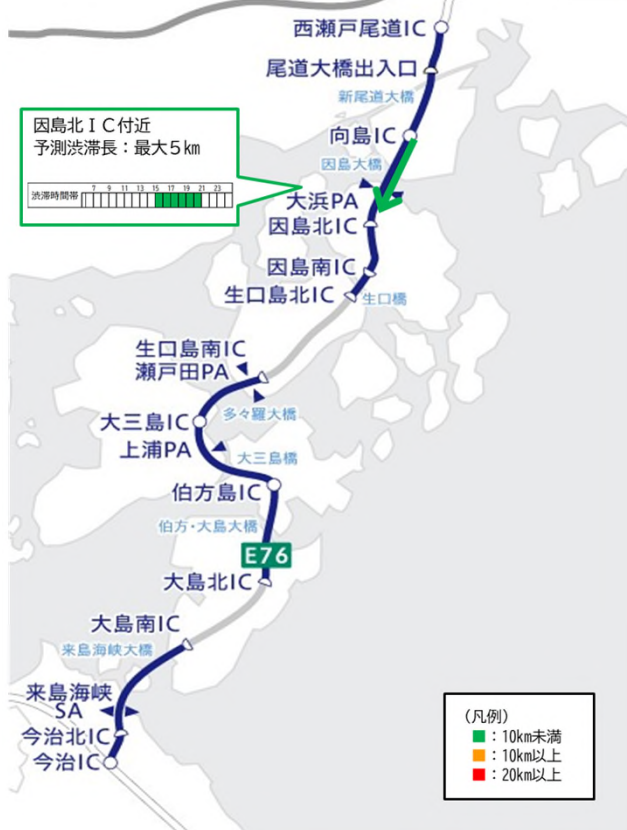 西瀬戸尾道IC
尾道大橋出入口
新尾道大橋
因島北IC付近
予測渋滞長：最大5km
渋滞時間帯
7 9 11 13 15 17 19 21 23
向島IC
因島大橋
大浜PA
因島北IC
因島南IC
生口島北IC
生口橋
生口島南IC
瀬戸田PA
多々羅大橋
大三島IC
上浦PA
大三島橋
伯方島IC
伯方・大島大橋
E76
大島北IC
大島南IC
来島海峡大橋
来島海峡
SA
今治北IC
今治IC
（凡例）
■：10km未満
■：10km以上
■：20km以上